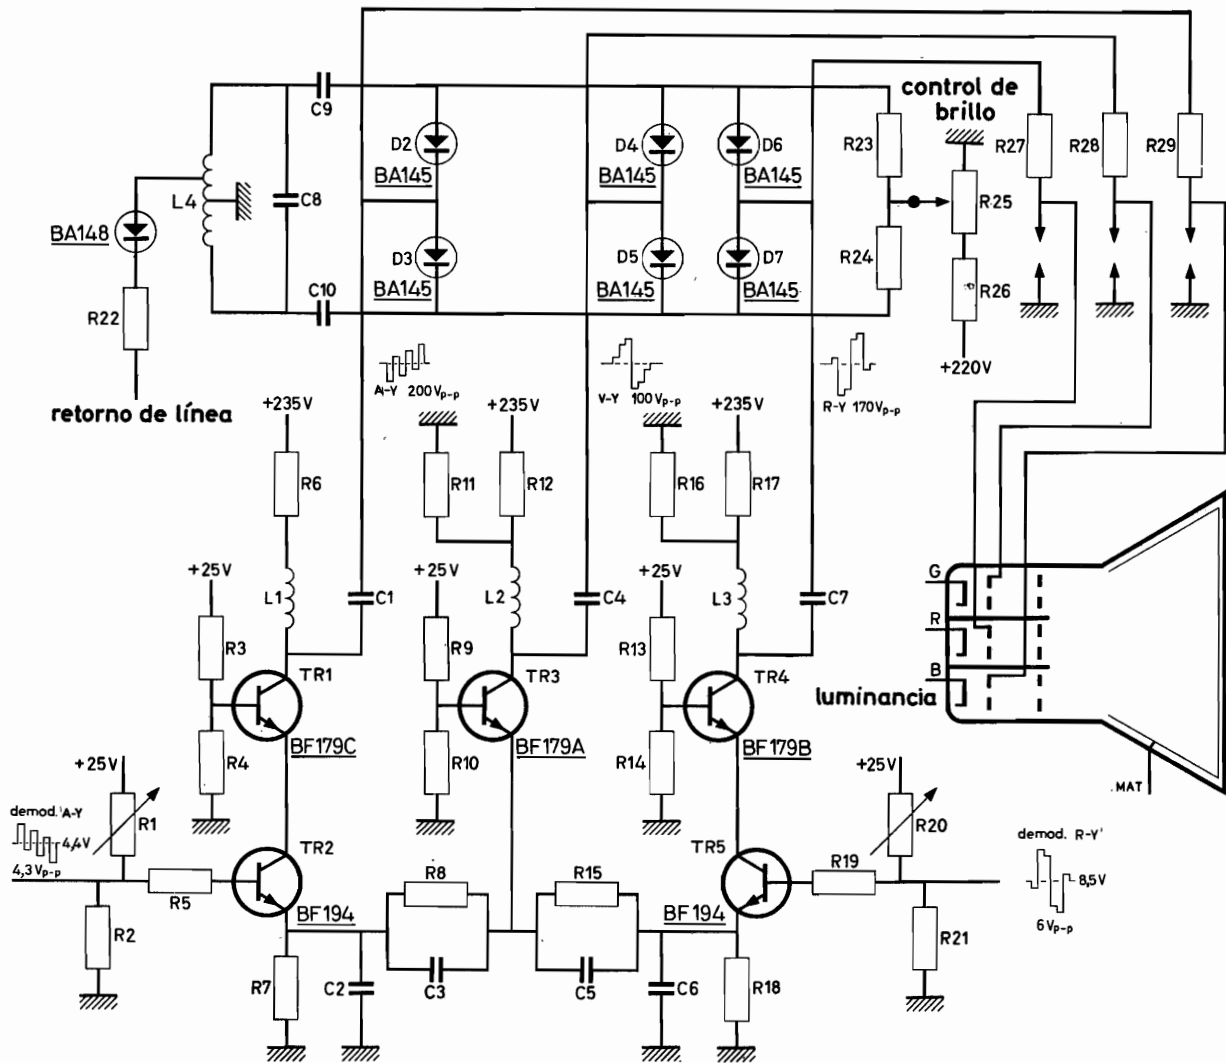 C9
control de
brillo
D2
BA145
D4
BA145
D6
BA145
R23
R27
R28
R29
L4
C8
R25
BA148
D3
BA145
D5
BA145
D7
BA145
R24
C10
R26
R22
+220V
retorno de línea
A-Y 200Vp-p
V-Y 100Vp-p
R-Y 170Vp-p
+235V
+235V
+235V
R6
R11
R12
R16
R17
+25V
+25V
+25V
L1
C1
L2
C4
L3
C7
G
R
B
R3
R9
R13
TR1
TR3
TR4
luminancia
R4
BF179C
R10
BF179A
R14
BF179B
MAT
+25V
+25V
demod. A-Y
4,4V
4,3Vp-p
R1
TR2
TR5
R20
demod. R-Y
8,5V
6Vp-p
R5
R8
R15
R19
BF194
BF194
R2
R21
R7
C2
C3
C5
C6
R18